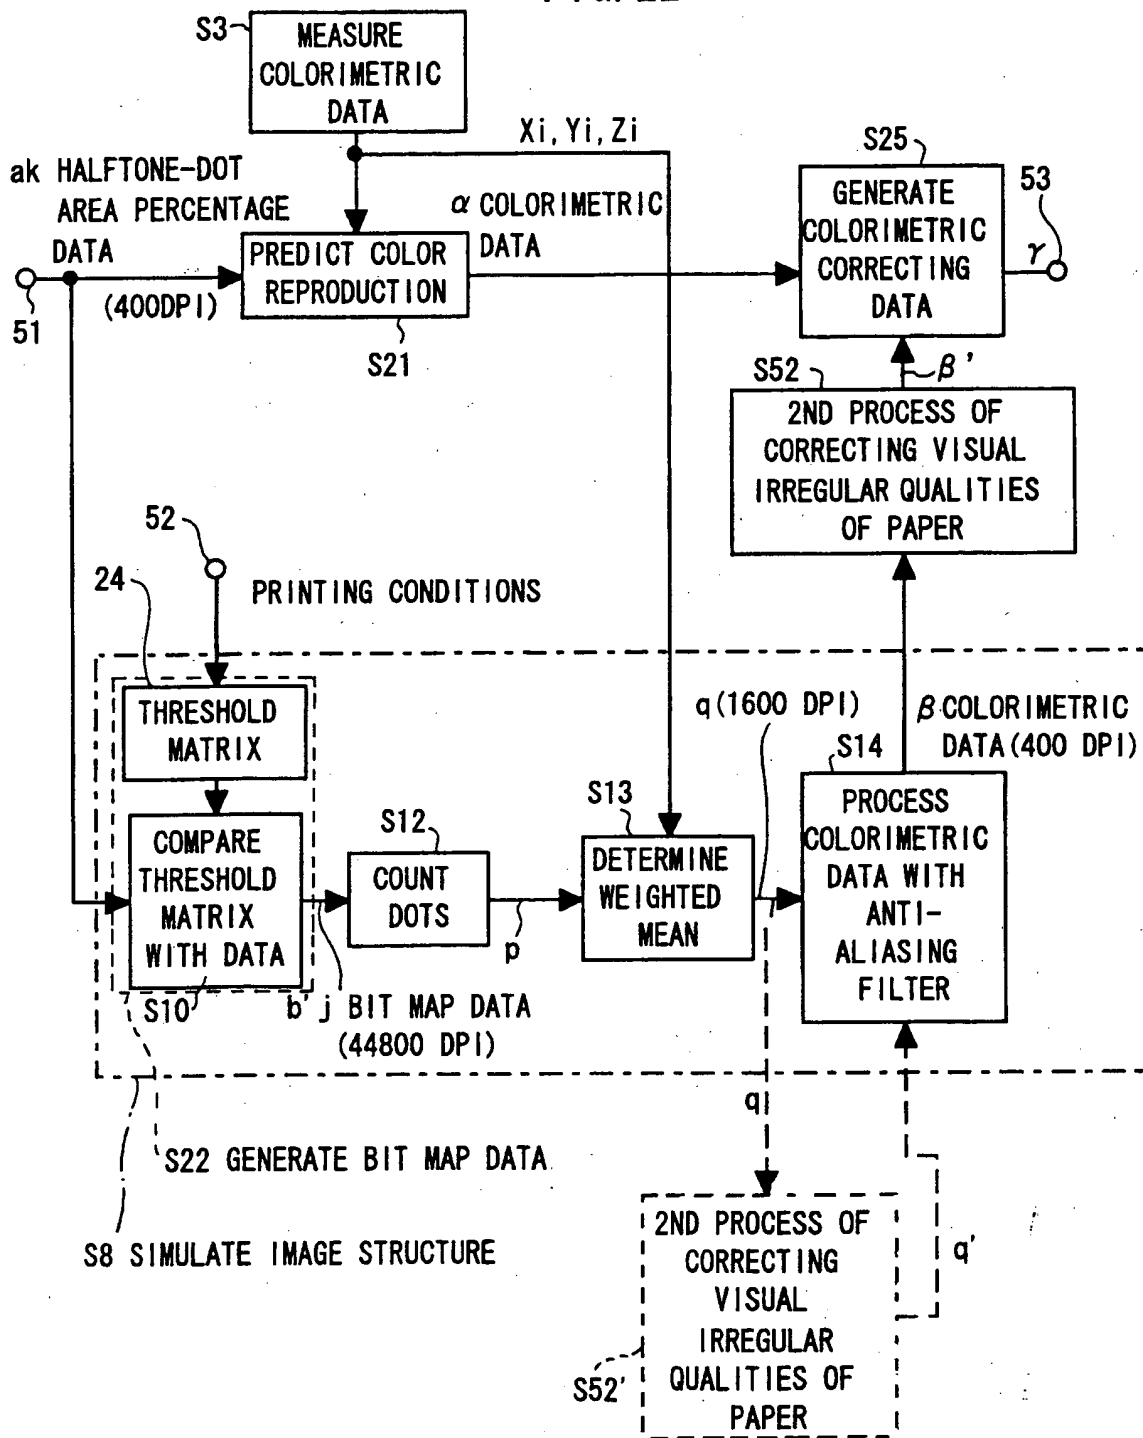 S3
MEASURE
COLORIMETRIC
DATA
Xi, Yi, Zi
ak HALFTONE-DOT
AREA PERCENTAGE
DATA
(400DPI)
51
PREDICT COLOR
REPRODUCTION
S21
α COLORIMETRIC
DATA
S25
GENERATE
COLORIMETRIC
CORRECTING
DATA
53
γ
β'
S52
2ND PROCESS OF
CORRECTING VISUAL
IRREGULAR QUALITIES
OF PAPER
52
PRINTING CONDITIONS
24
THRESHOLD
MATRIX
COMPARE
THRESHOLD
MATRIX
WITH DATA
S10
b'j BIT MAP DATA
(44800 DPI)
S12
COUNT
DOTS
p
S13
DETERMINE
WEIGHTED
MEAN
q(1600 DPI)
β COLORIMETRIC
DATA(400 DPI)
S14
PROCESS
COLORIMETRIC
DATA WITH
ANTI-
ALIASING
FILTER
q
S22 GENERATE BIT MAP DATA
S8 SIMULATE IMAGE STRUCTURE
2ND PROCESS OF
CORRECTING
VISUAL
IRREGULAR
QUALITIES OF
PAPER
S52'
q'